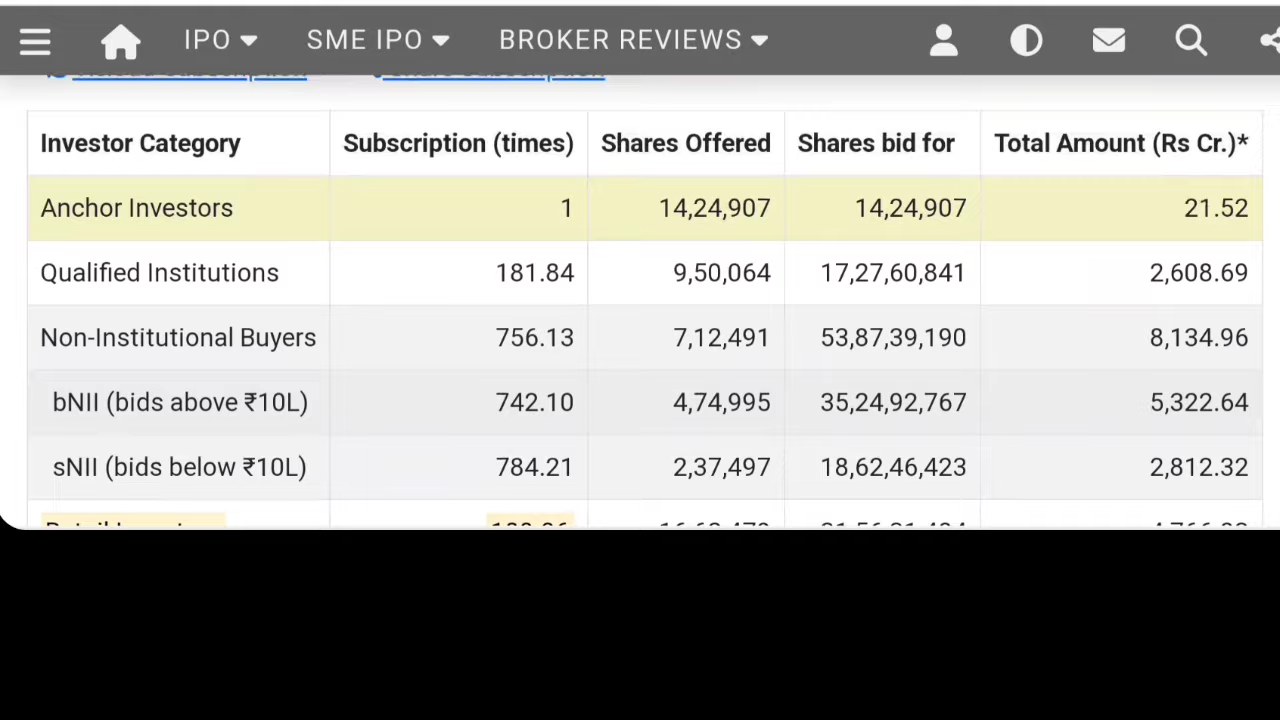 IPO SME IPO BROKER REVIEWS
Investor Category Subscription (times) Shares Offered Shares bid for Total Amount (Rs Cr.)*
Anchor Investors 1 14,24,907 14,24,907 21.52
Qualified Institutions 181.84 9,50,064 17,27,60,841 2,608.69
Non-Institutional Buyers 756.13 7,12,491 53,87,39,190 8,134.96
bNII (bids above ₹10L) 742.10 4,74,995 35,24,92,767 5,322.64
sNII (bids below ₹10L) 784.21 2,37,497 18,62,46,423 2,812.32